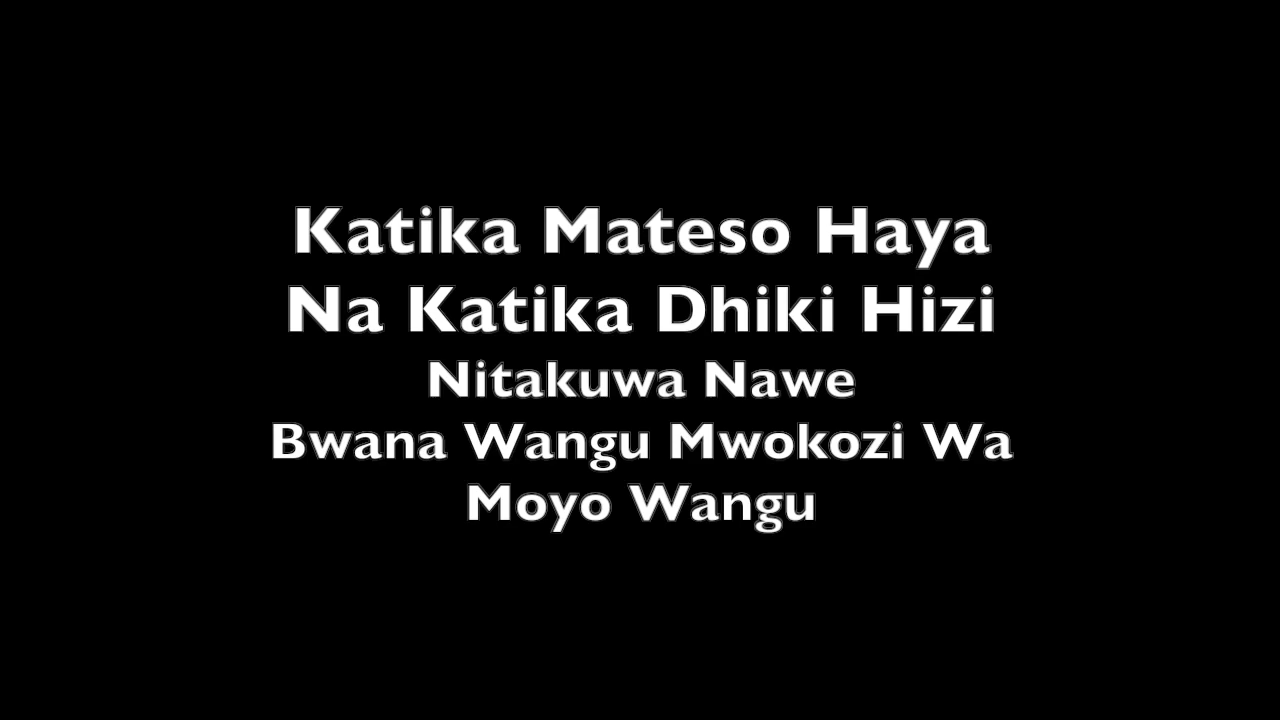 Katika Mateso Haya
Na Katika Dhiki Hizi
Nitakuwa Nawe
Bwana Wangu Mwokozi Wa
Moyo Wangu